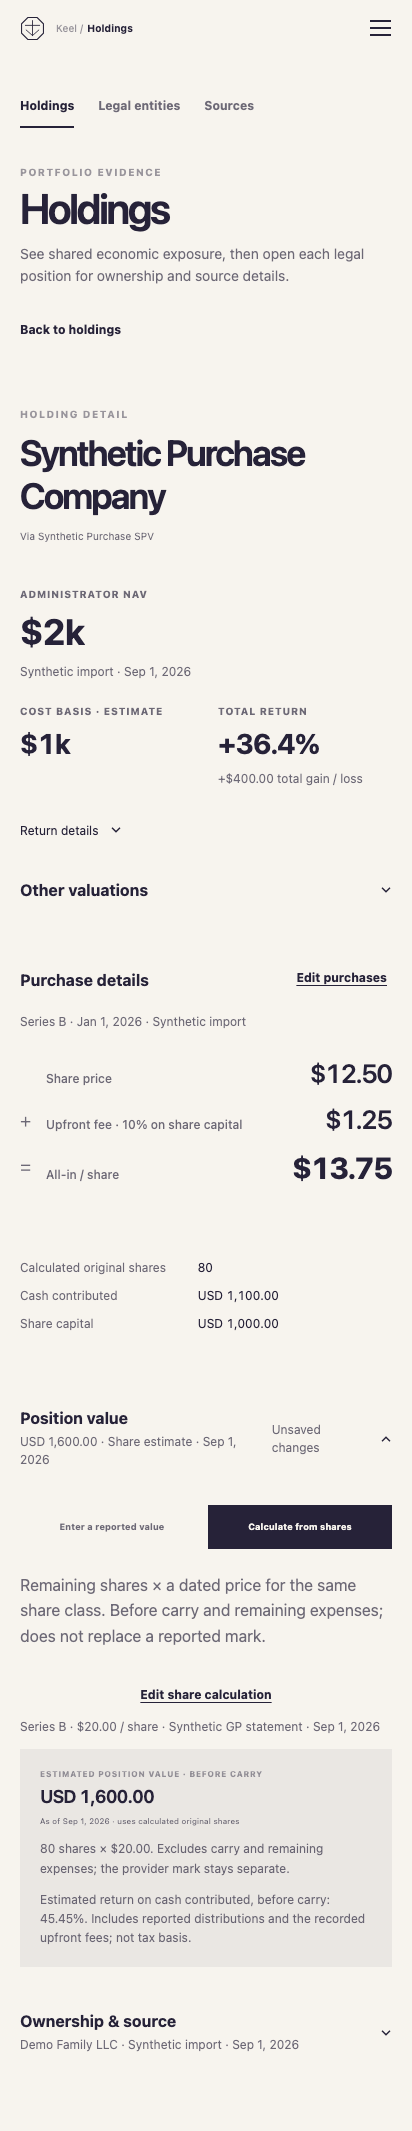 Keel / Holdings
Holdings Legal entities Sources
PORTFOLIO EVIDENCE
Holdings
See shared economic exposure, then open each legal
position for ownership and source details.
Back to holdings
HOLDING DETAIL
Synthetic Purchase
Company
Via Synthetic Purchase SPV
ADMINISTRATOR NAV
$2k
Synthetic import · Sep 1, 2026
COST BASIS · ESTIMATE
$1k
TOTAL RETURN
+36.4%
+$400.00 total gain / loss
Return details
Other valuations
Purchase details Edit purchases
Series B · Jan 1, 2026 · Synthetic import
Share price $12.50
+ Upfront fee · 10% on share capital $1.25
= All-in / share $13.75
Calculated original shares 80
Cash contributed USD 1,100.00
Share capital USD 1,000.00
Position value
USD 1,600.00 · Share estimate · Sep 1,
2026
Unsaved
changes
Enter a reported value Calculate from shares
Remaining shares × a dated price for the same
share class. Before carry and remaining expenses;
does not replace a reported mark.
Edit share calculation
Series B · $20.00 / share · Synthetic GP statement · Sep 1, 2026
ESTIMATED POSITION VALUE · BEFORE CARRY
USD 1,600.00
As of Sep 1, 2026 · uses calculated original shares
80 shares × $20.00. Excludes carry and remaining
expenses; the provider mark stays separate.
Estimated return on cash contributed, before carry:
45.45%. Includes reported distributions and the recorded
upfront fees; not tax basis.
Ownership & source
Demo Family LLC · Synthetic import · Sep 1, 2026